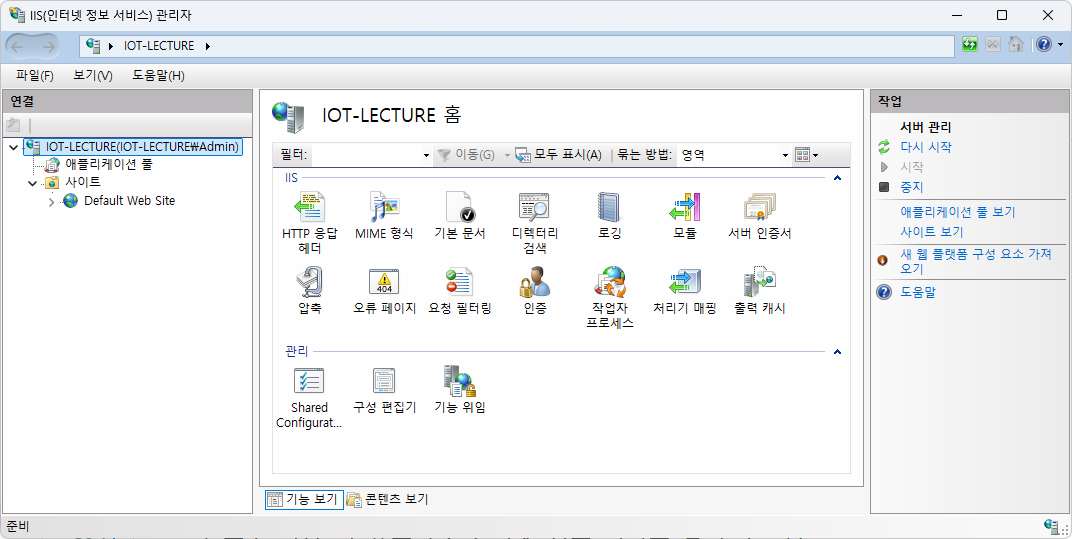 IIS(인터넷 정보 서비스) 관리자
IOT-LECTURE
파일(F) 보기(V) 도움말(H)
연결
IOT-LECTURE(IOT-LECTURE₩Admin)
애플리케이션 풀
사이트
Default Web Site
IOT-LECTURE 홈
필터: 이동(G) 모두 표시(A) 묶는 방법: 영역
IIS
HTTP 응답 헤더
MIME 형식
기본 문서
디렉터리 검색
로깅
모듈
서버 인증서
압축
404
오류 페이지
요청 필터링
인증
작업자 프로세스
처리기 매핑
출력 캐시
관리
Shared Configurat...
구성 편집기
기능 위임
기능 보기 콘텐츠 보기
작업
서버 관리
다시 시작
시작
중지
애플리케이션 풀 보기
사이트 보기
새 웹 플랫폼 구성 요소 가져
오기
도움말
준비